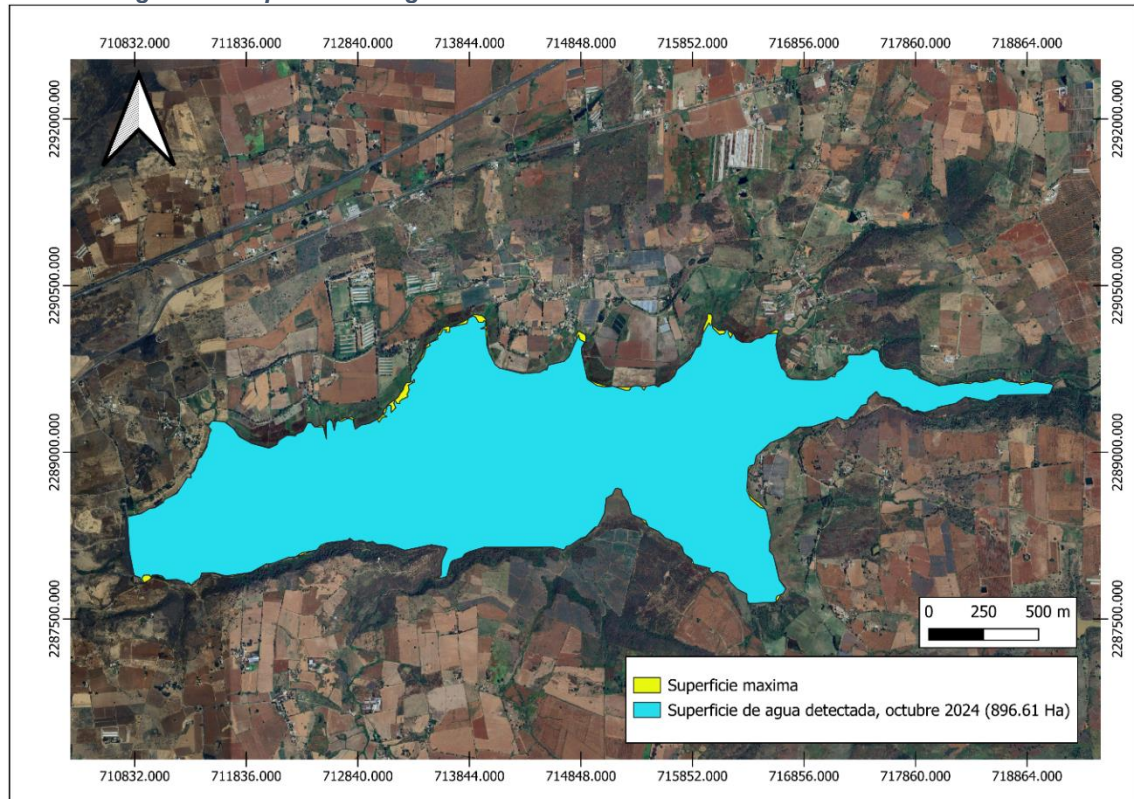 710832.000 711836.000 712840.000 713844.000 714848.000 715852.000 716856.000 717860.000 718864.000
2292000.000 2292000.000
2290500.000 2290500.000
2289000.000 2289000.000
2287500.000 2287500.000
0 250 500 m
Superficie maxima
Superficie de agua detectada, octubre 2024 (896.61 Ha)
710832.000 711836.000 712840.000 713844.000 714848.000 715852.000 716856.000 717860.000 718864.000